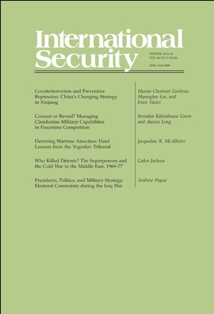 International
Security
Counterterrorism and Preventive
Repression: China's Changing Strategy
in Xinjiang
Sheena Chestnut Greitens,
Myunghee Lee, and
Emir Yazici
Conceal or Reveal? Managing
Clandestine Military Capabilities
in Peacetime Competition
Brendan Rittenhouse Green
and Austin Long
Deterring Wartime Atrocities: Hard
Lessons from the Yugoslav Tribunal
Jacqueline R. McAllister
Who Killed Détente? The Superpowers and
the Cold War in the Middle East, 1969–77
Galen Jackson
Presidents, Politics, and Military Strategy:
Electoral Constraints during the Iraq War
Andrew Payne